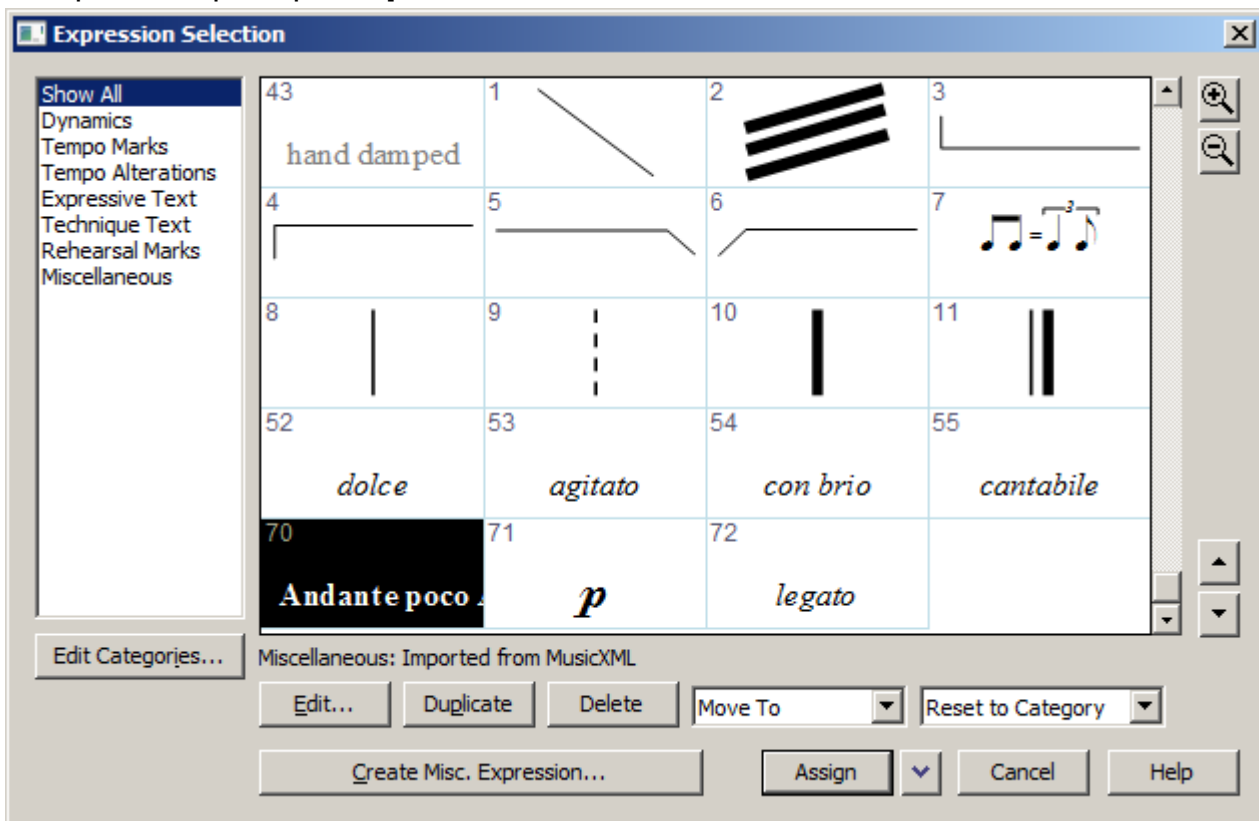 Expression Selection
Show All
Dynamics
Tempo Marks
Tempo Alterations
Expressive Text
Technique Text
Rehearsal Marks
Miscellaneous
Edit Categories...
43 1 2 3
hand damped
4 5 6 7
=3
8 9 10 11
52 53 54 55
dolce agitato con brio cantabile
70 71 72
Andante poco p legato
Miscellaneous: Imported from MusicXML
Edit... Duplicate Delete Move To Reset to Category
Create Misc. Expression... Assign Cancel Help